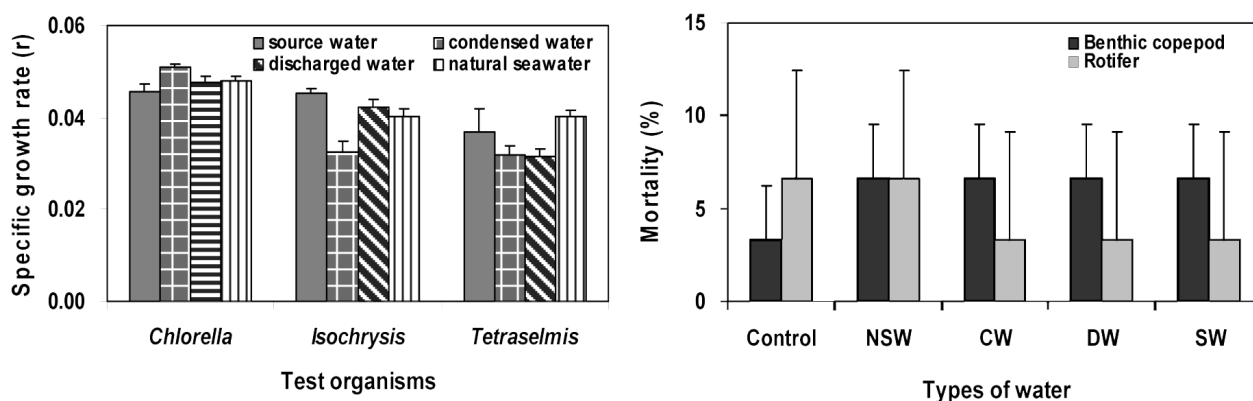 0.06
0.04
0.02
0.00
Specific growth rate (r)
source water
condensed water
discharged water
natural seawater
Chlorella
Isochrysis
Tetraselmis
Test organisms
15
10
5
0
Mortality (%)
Benthic copepod
Rotifer
Control
NSW
CW
DW
SW
Types of water